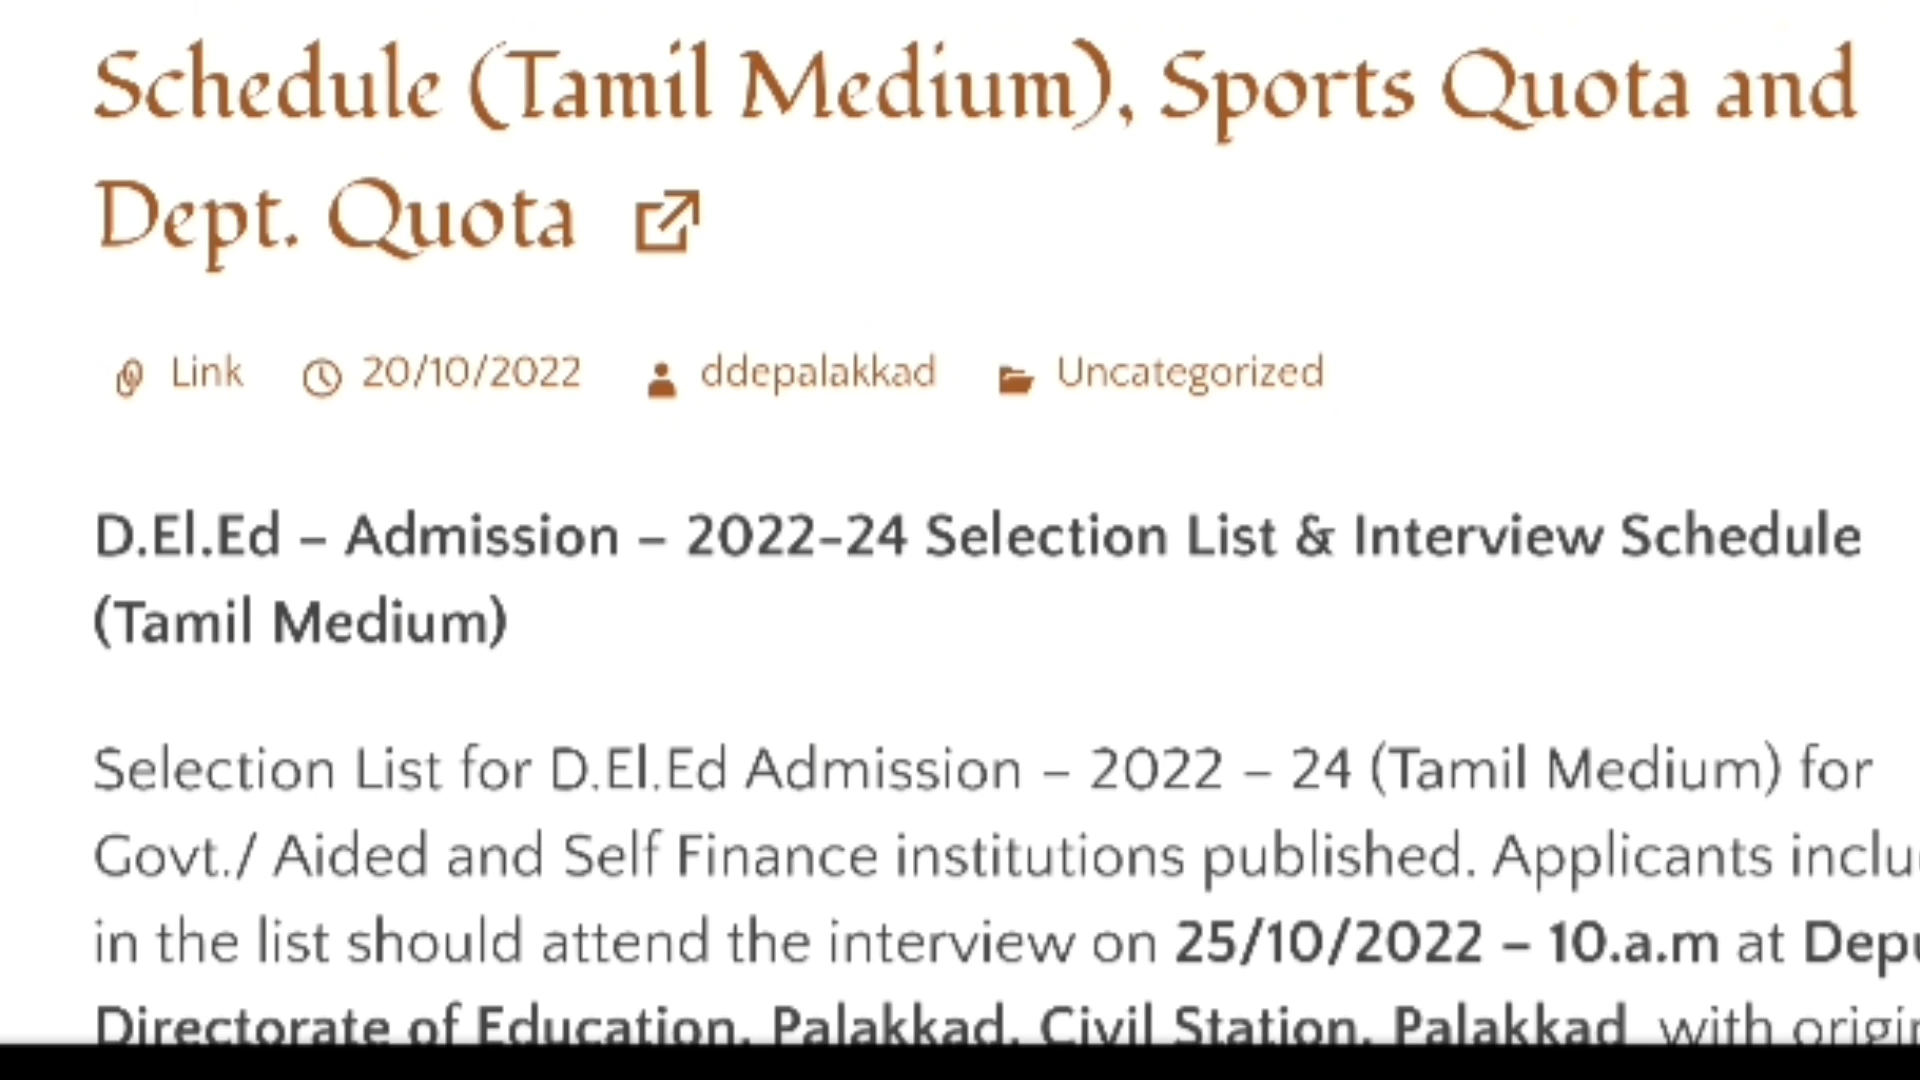 Schedule (Tamil Medium), Sports Quota and
Dept. Quota
Link 20/10/2022 ddepalakkad Uncategorized
D.El.Ed – Admission – 2022-24 Selection List & Interview Schedule
(Tamil Medium)
Selection List for D.El.Ed Admission – 2022 – 24 (Tamil Medium) for
Govt./ Aided and Self Finance institutions published. Applicants
in the list should attend the interview on 25/10/2022 – 10.a.m at
Directorate of Education, Palakkad, Civil Station, Palakkad with